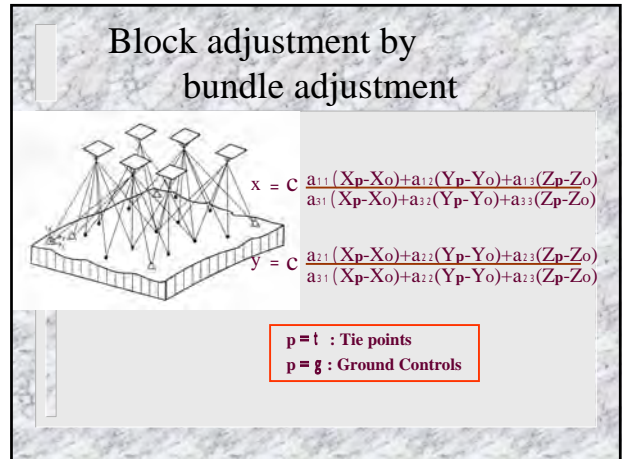 Block adjustment by
bundle adjustment
x = c a11(Xp-Xo)+a12(Yp-Yo)+a13(Zp-Zo)
a31(Xp-Xo)+a32(Yp-Yo)+a33(Zp-Zo)
y = c a21(Xp-Xo)+a22(Yp-Yo)+a23(Zp-Zo)
a31(Xp-Xo)+a22(Yp-Yo)+a23(Zp-Zo)
p = t : Tie points
p = g : Ground Controls